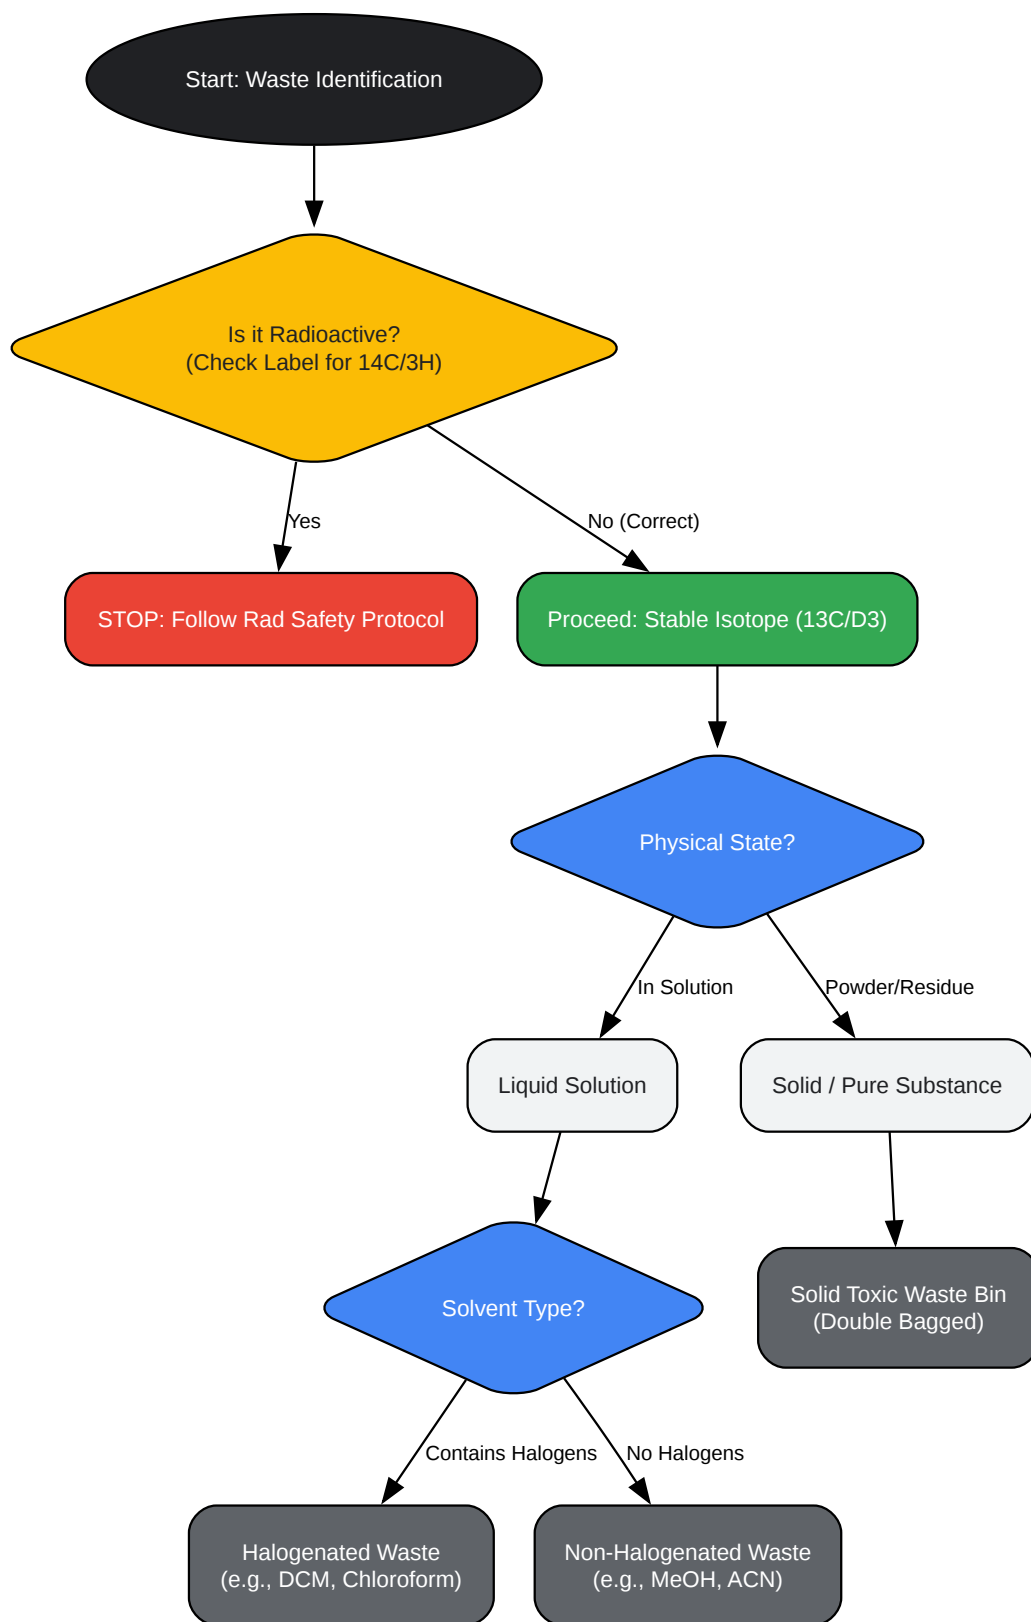 Start: Waste Identification
Is it Radioactive?
(Check Label for 14C/3H)
Yes
No (Correct)
STOP: Follow Rad Safety Protocol
Proceed: Stable Isotope (13C/D3)
Physical State?
In Solution
Powder/Residue
Liquid Solution
Solid / Pure Substance
Solvent Type?
Solid Toxic Waste Bin
(Double Bagged)
Contains Halogens
No Halogens
Halogenated Waste
(e.g., DCM, Chloroform)
Non-Halogenated Waste
(e.g., MeOH, ACN)